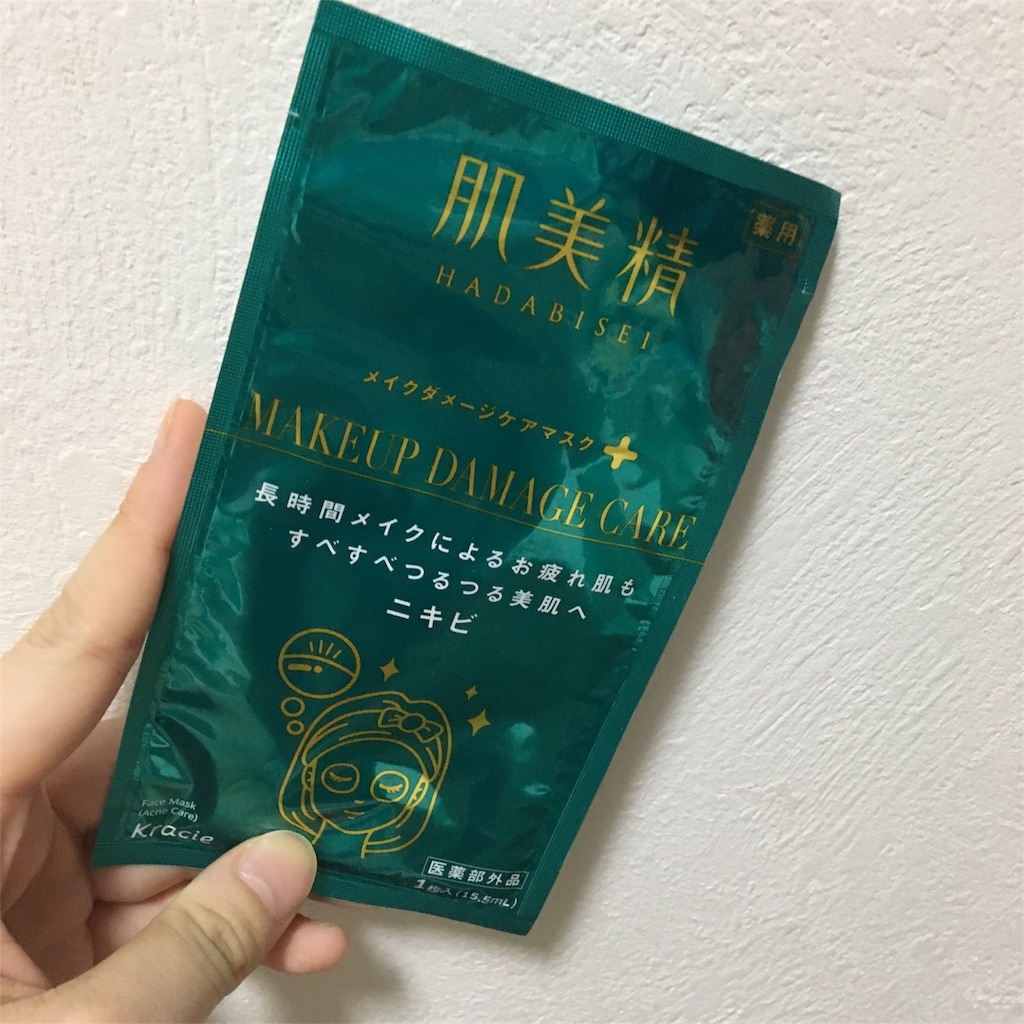 肌美精
薬用
HADABISEI
メイクダメージケアマスク
MAKEUP DAMAGE CARE
長時間メイクによるお疲れ肌も
すべすべつるつる美肌へ
ニキビ
Face Mask
(Acne Care)
Kracie
医薬部外品
1枚入(15.5mL)